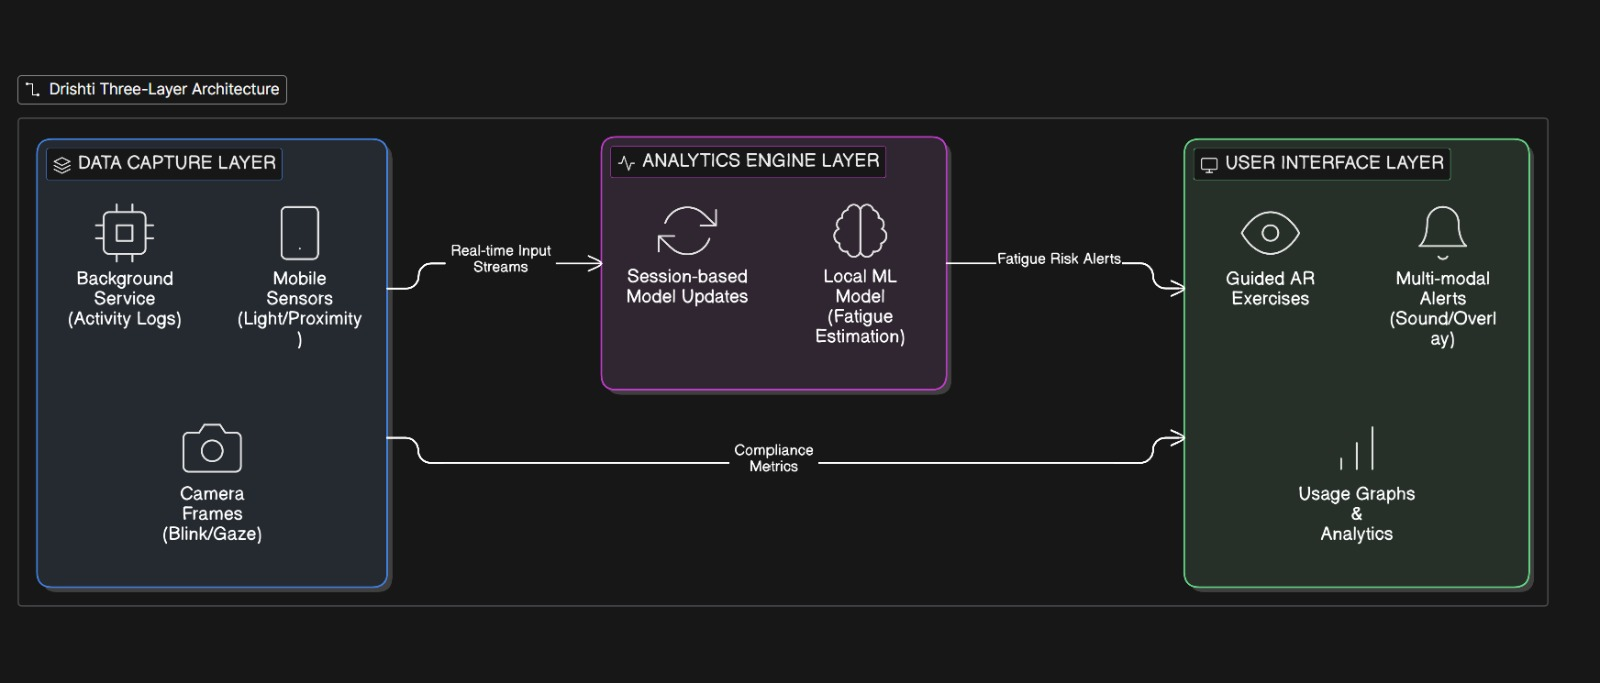 Drishti Three-Layer Architecture
DATA CAPTURE LAYER
Background
Service
(Activity Logs)
Mobile
Sensors
(Light/Proximity
)
Camera
Frames
(Blink/Gaze)
Real-time Input
Streams
ANALYTICS ENGINE LAYER
Session-based
Model Updates
Local ML
Model
(Fatigue
Estimation)
Fatigue Risk Alerts
Compliance
Metrics
USER INTERFACE LAYER
Guided AR
Exercises
Multi-modal
Alerts
(Sound/Overl
ay)
Usage Graphs
&
Analytics